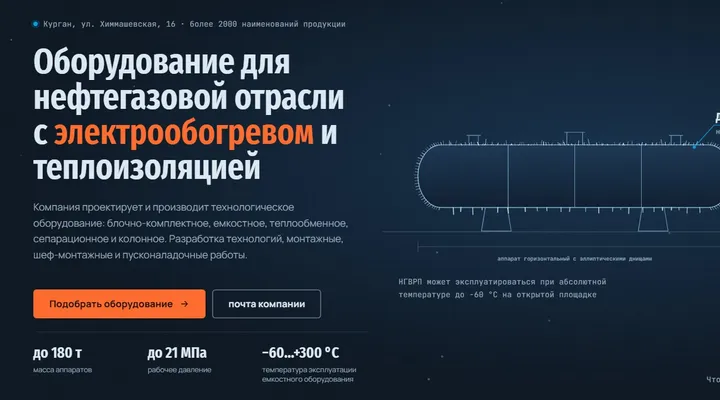 Курган, ул. Химмашевская, 16 - более 2000 наименований продукции
Оборудование для
нефтегазовой отрасли
с электрообогревом и
теплоизоляцией
Компания проектирует и производит технологическое
оборудование: блочно-комплектное, емкостное, теплообменное,
сепарационное и колонное. Разработка технологий, монтажные,
шеф-монтажные и пусконаладочные работы.
Подобрать оборудование →
почта компании
до 180 т
масса аппаратов
до 21 МПа
рабочее давление
−60…+300 °C
температура эксплуатации
емкостного оборудования
аппарат горизонтальный с эллиптическими днищами
НГВРП может эксплуатироваться при абсолютной
температуре до -60 °C на открытой площадке
Что